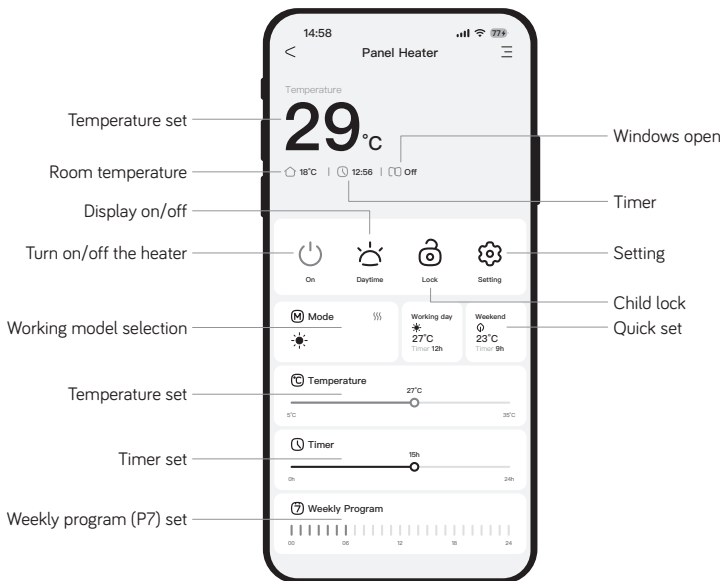 14:58
77
Panel Heater
Temperature
Temperature set
29°C
Windows open
Room temperature
18°C | 12:56 | Off
Display on/off
Timer
Turn on/off the heater
Setting
On Daytime Lock Setting
Child lock
M Mode
Working day
Weekend
Quick set
Working model selection
27°C
23°C
Timer 12h
Timer 9h
°C Temperature
27°C
Temperature set
5°C 35°C
Timer
15h
Timer set
0h 24h
7 Weekly Program
Weekly program (P7) set
00 06 12 18 24